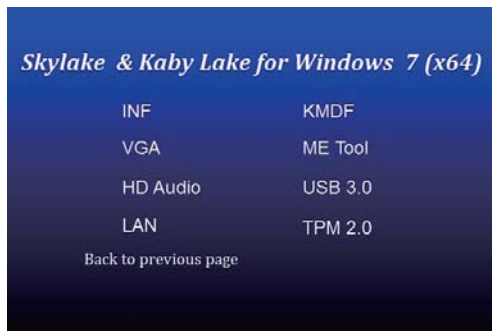 Skylake & Kaby Lake for Windows 7 (x64)
INF
KMDF
VGA
ME Tool
HD Audio
USB 3.0
LAN
TPM 2.0
Back to previous page